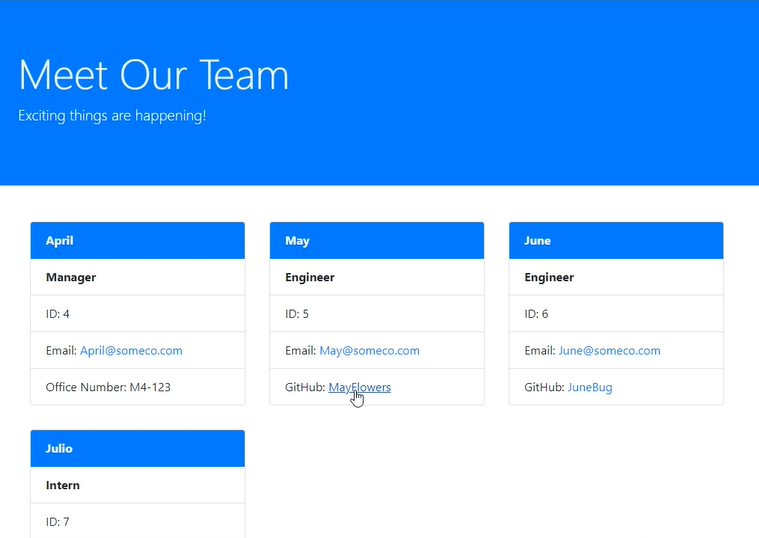 Meet Our Team
Exciting things are happening!
April
Manager
ID: 4
Email: April@someco.com
Office Number: M4-123
May
Engineer
ID: 5
Email: May@someco.com
GitHub: MayFlowers
June
Engineer
ID: 6
Email: June@someco.com
GitHub: JuneBug
Julio
Intern
ID: 7